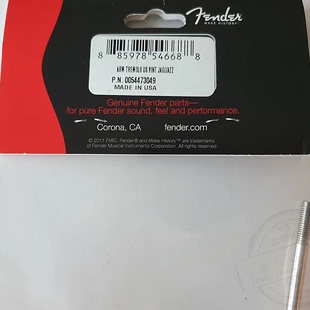 Fender
MAKE HISTORY™
8 85978 54668 8
ARM TREMOLO US VINT JAG/JAZZ
P.N. 0054473049
MADE IN USA
Genuine Fender parts—
for pure Fender sound, feel and performance.
Corona, CA fender.com
© 2011 FMIC. Fender® and Make History™ are trademarks
of Fender Musical Instruments Corporation. All rights reserved.